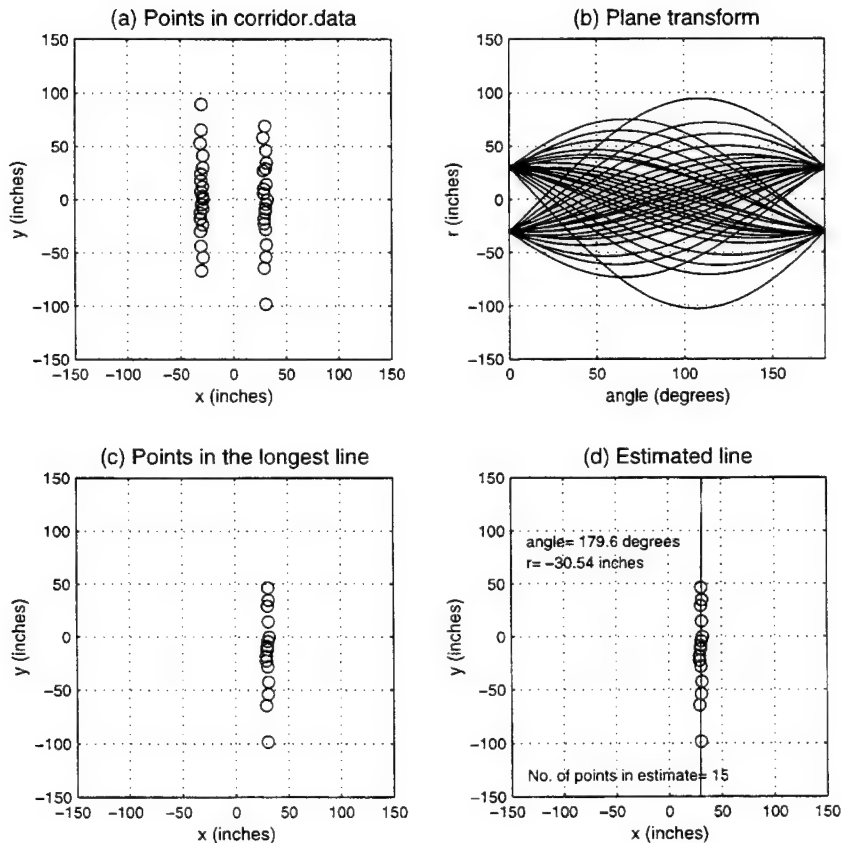 (a) Points in corridor.data
150
100
50
0
−50
−100
−150
y (inches)
−150 −100 −50 0 50 100 150
x (inches)
(b) Plane transform
150
100
50
0
−50
−100
−150
r (inches)
0 50 100 150
angle (degrees)
(c) Points in the longest line
150
100
50
0
−50
−100
−150
y (inches)
−150 −100 −50 0 50 100 150
x (inches)
(d) Estimated line
150
100
50
0
−50
−100
−150
y (inches)
angle= 179.6 degrees
r= −30.54 inches
No. of points in estimate= 15
−150 −100 −50 0 50 100 150
x (inches)